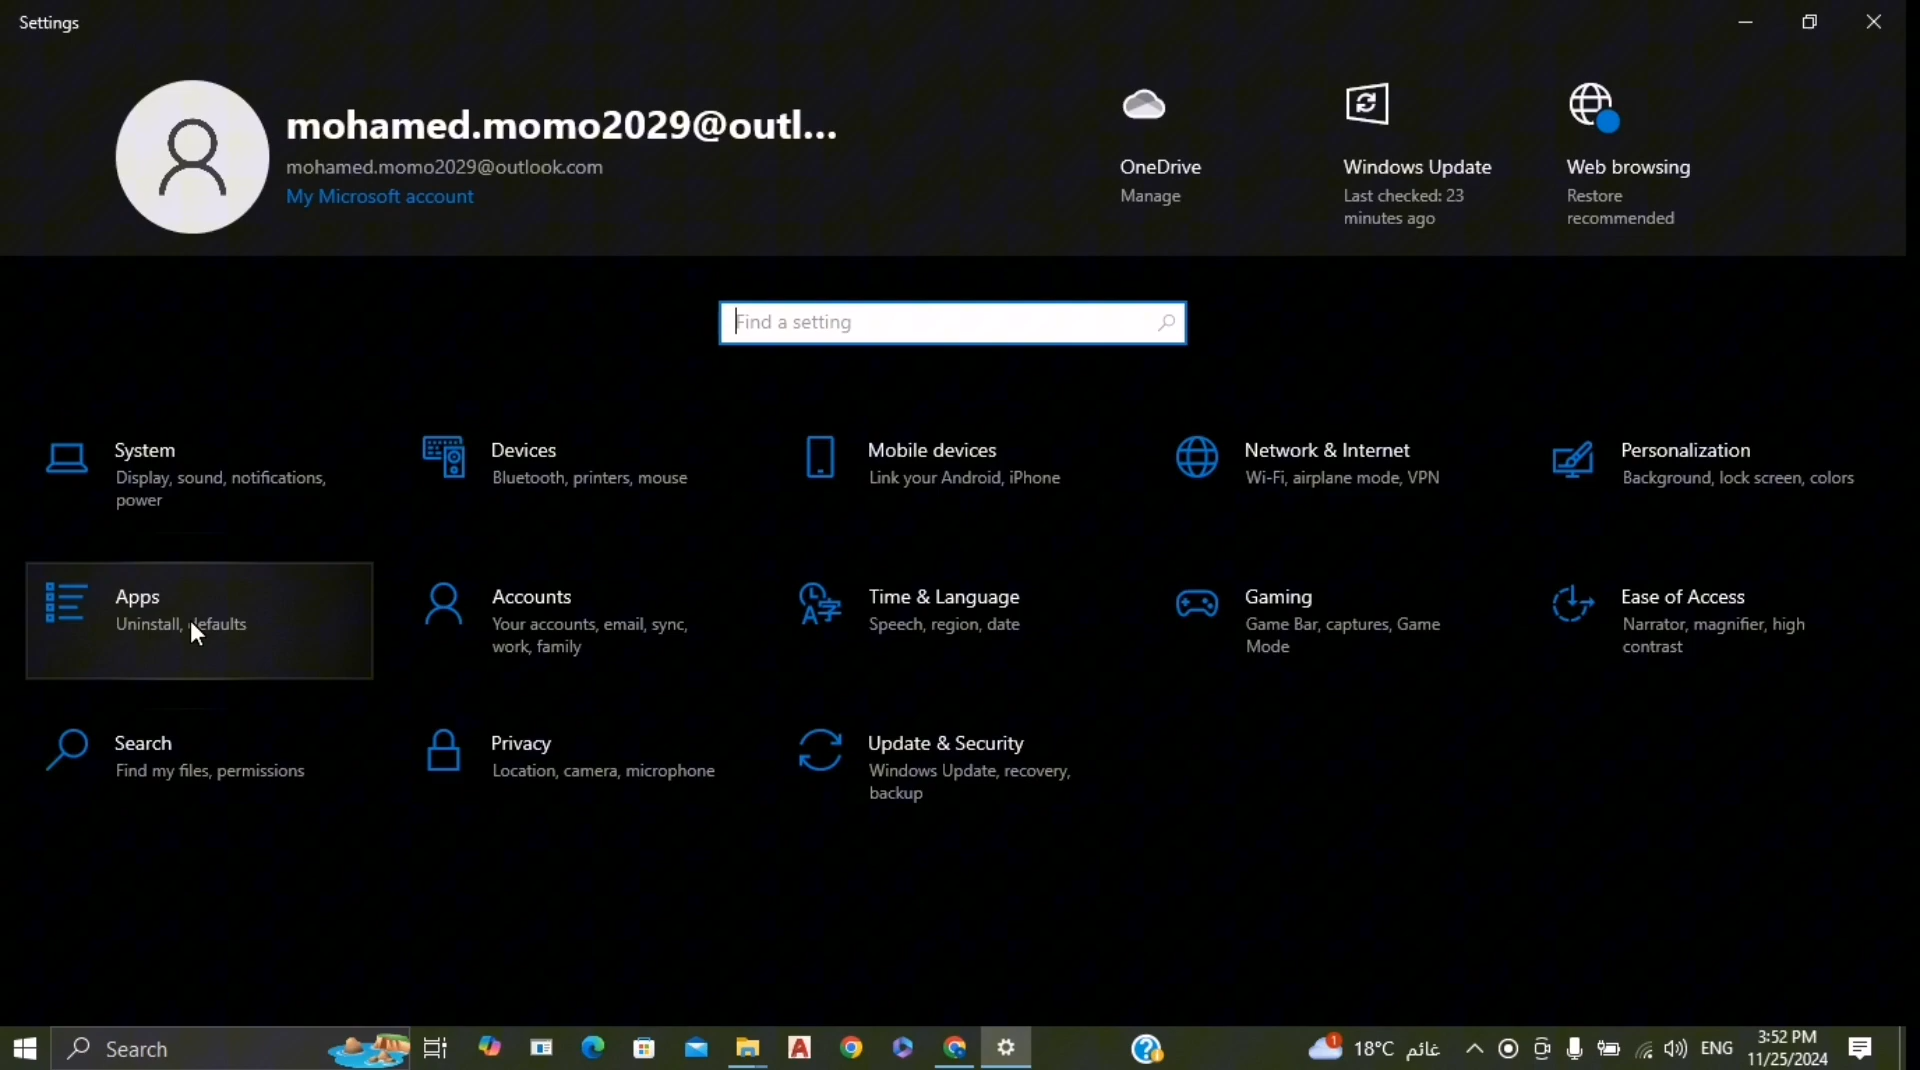 Settings
mohamed.momo2029@outl...
mohamed.momo2029@outlook.com
My Microsoft account
OneDrive
Manage
Windows Update
Last checked: 23
minutes ago
Web browsing
Restore
recommended
Find a setting
System
Display, sound, notifications,
power
Devices
Bluetooth, printers, mouse
Mobile devices
Link your Android, iPhone
Network & Internet
Wi-Fi, airplane mode, VPN
Personalization
Background, lock screen, colors
Apps
Uninstall, defaults
Accounts
Your accounts, email, sync,
work, family
Time & Language
Speech, region, date
Gaming
Game Bar, captures, Game
Mode
Ease of Access
Narrator, magnifier, high
contrast
Search
Find my files, permissions
Privacy
Location, camera, microphone
Update & Security
Windows Update, recovery,
backup
Search
1
18°C غائم
ENG
3:52 PM
11/25/2024